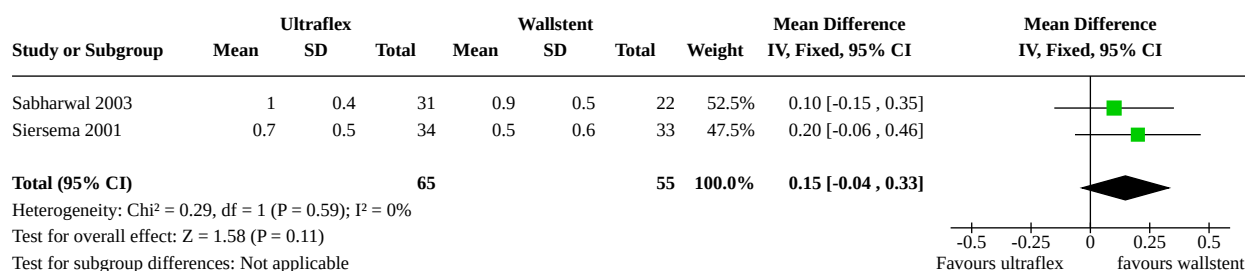 Ultraflex Wallstent Mean Difference Mean Difference
Study or Subgroup Mean SD Total Mean SD Total Weight IV, Fixed, 95% CI IV, Fixed, 95% CI
Sabharwal 2003 1 0.4 31 0.9 0.5 22 52.5% 0.10 [-0.15 , 0.35]
Siersema 2001 0.7 0.5 34 0.5 0.6 33 47.5% 0.20 [-0.06 , 0.46]
Total (95% CI) 65 55 100.0% 0.15 [-0.04 , 0.33]
Heterogeneity: Chi² = 0.29, df = 1 (P = 0.59); I² = 0%
Test for overall effect: Z = 1.58 (P = 0.11)
Test for subgroup differences: Not applicable
-0.5 -0.25 0 0.25 0.5
Favours ultraflex favours wallstent